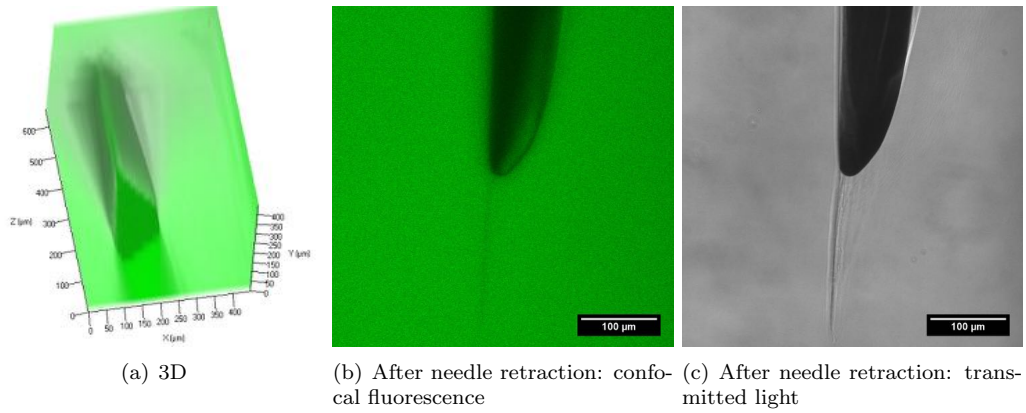 600
500
400
Z [µm]
300
200
100
0
0 50 100 150 200 250 300 350 400
X [µm]
400
350
300
250
200
150
100
50
0
Y [µm]
100 µm
100 µm
(a) 3D
(b) After needle retraction: confo-
cal fluorescence
(c) After needle retraction: trans-
mitted light